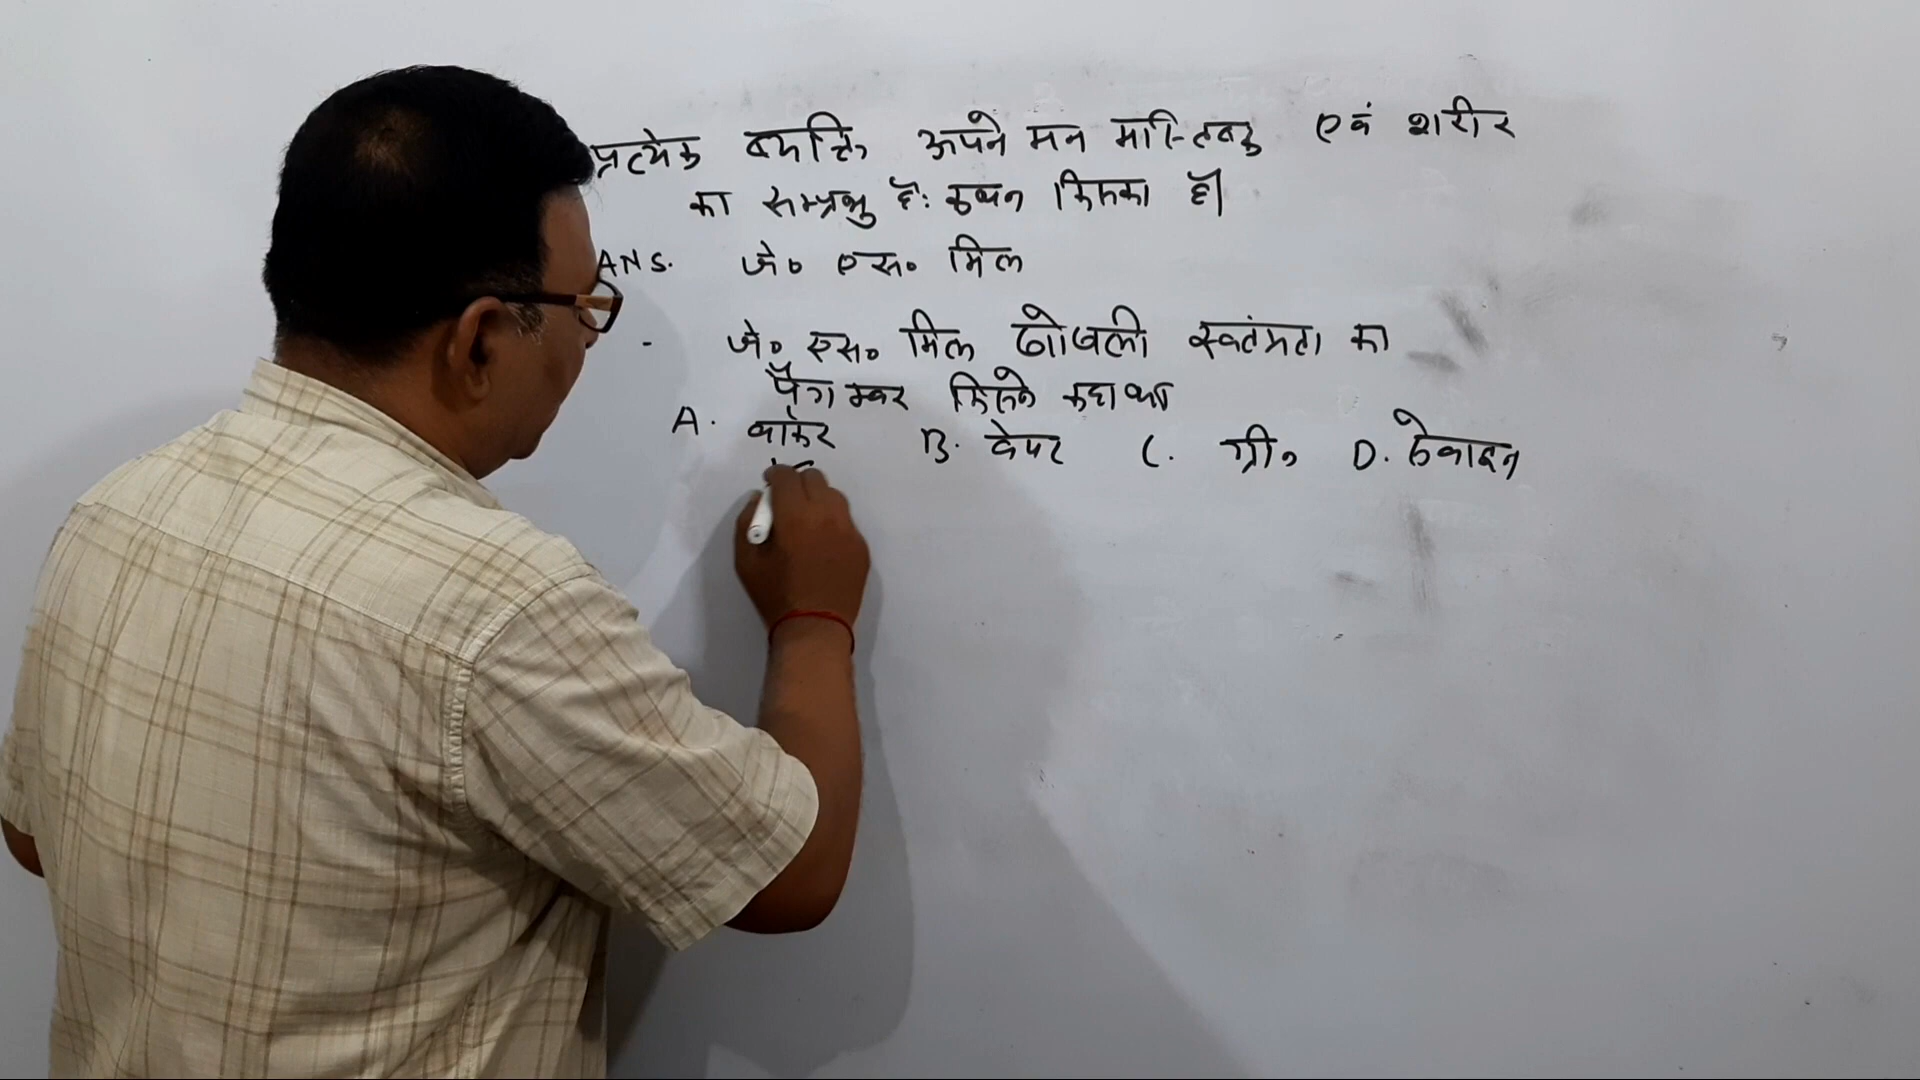 प्रत्येक व्यक्ति अपने मन मस्तिष्क एवं शरीर
का सम्प्रभु है: कथन किसका है।
ANS. जे० एस० मिल
- जे० एस० मिल खोखली स्वतंत्रता का
पैगम्बर किसने कहा था
A. बार्कर B. वेपर C. ग्रीन D. सेबाइन